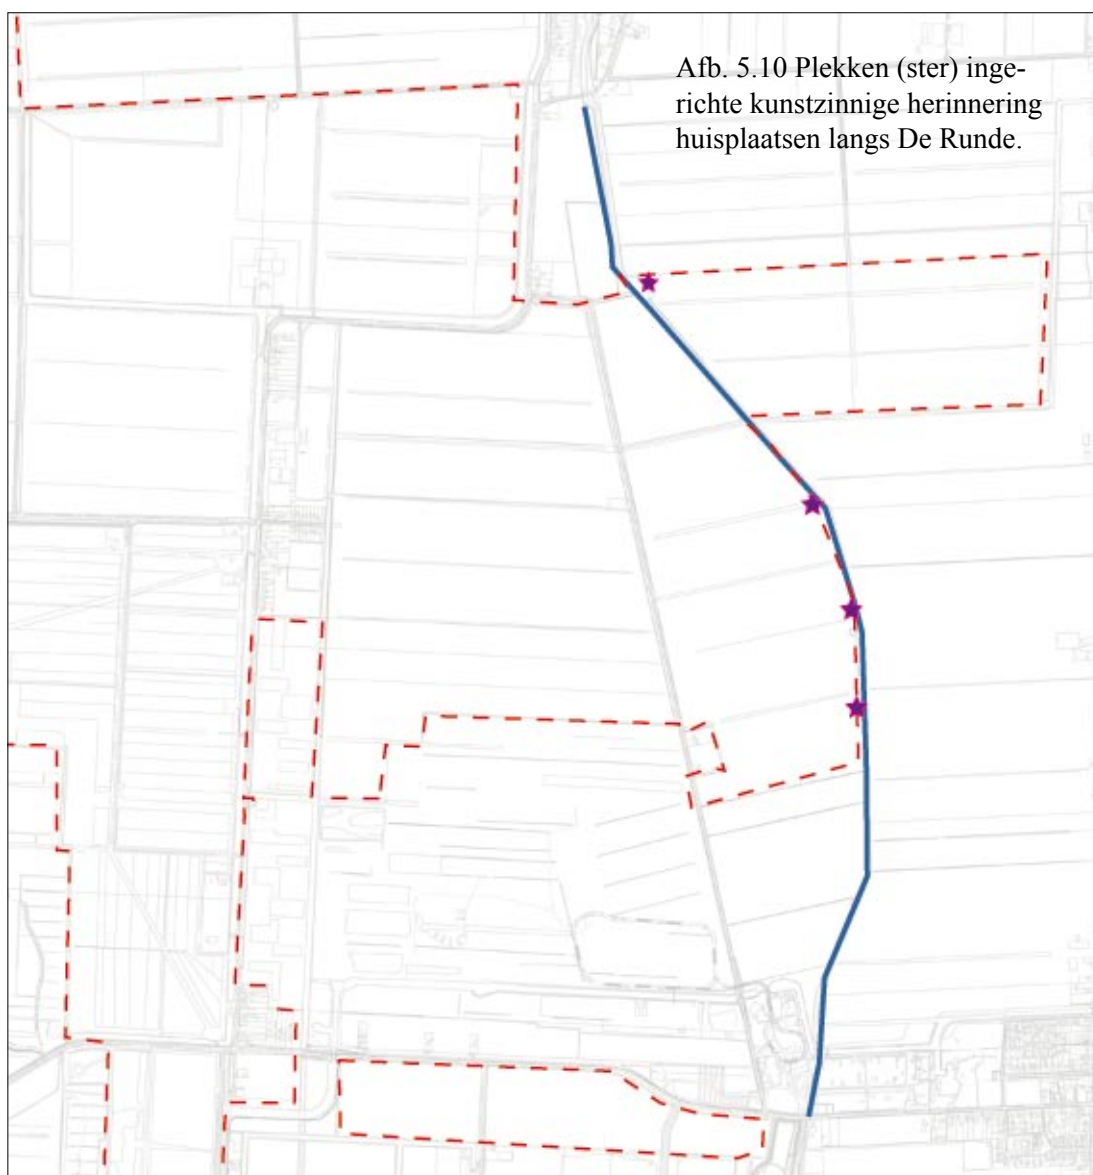 Afb. 5.10 Plekken (ster) inge-
richte kunstzinnige herinnering
huisplaatsen langs De Runde.